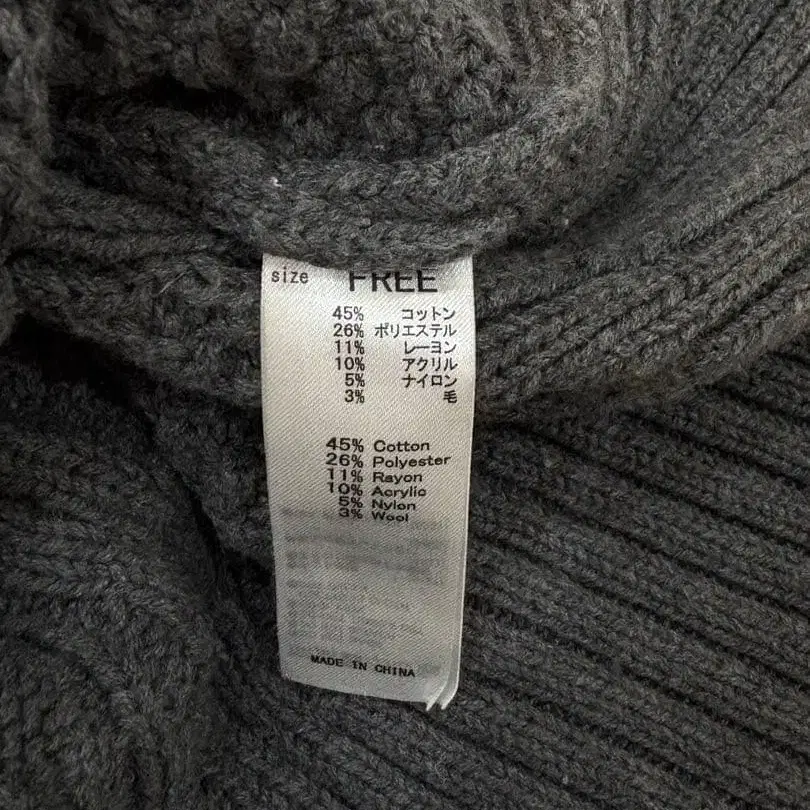 size FREE
45% コットン
26% ポリエステル
11% レーヨン
10% アクリル
5% ナイロン
3% 毛
45% Cotton
26% Polyester
11% Rayon
10% Acrylic
5% Nylon
3% Wool
MADE IN CHINA